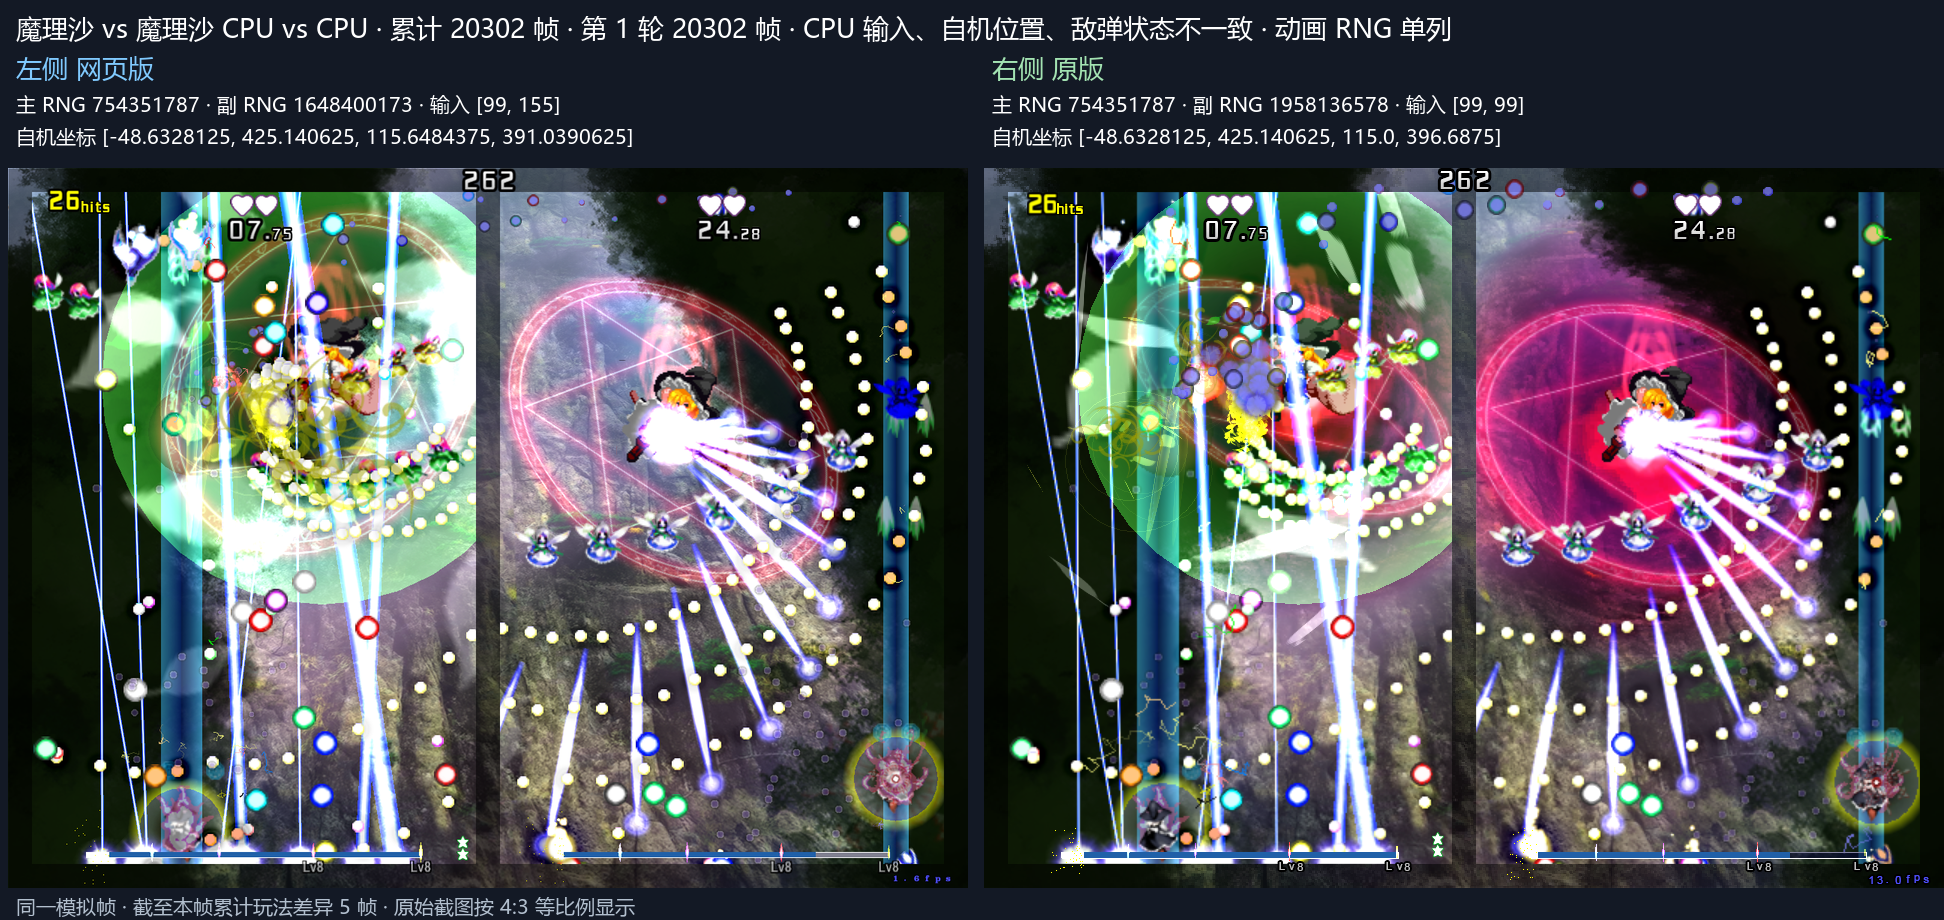 魔理沙 vs 魔理沙 CPU vs CPU · 累计 20302 帧 · 第 1 轮 20302 帧 · CPU 输入、自机位置、敌弹状态不一致 · 动画 RNG 单列
左侧 网页版
主 RNG 754351787 · 副 RNG 1648400173 · 输入 [99, 155]
自机坐标 [-48.6328125, 425.140625, 115.6484375, 391.0390625]
右侧 原版
主 RNG 754351787 · 副 RNG 1958136578 · 输入 [99, 99]
自机坐标 [-48.6328125, 425.140625, 115.0, 396.6875]
262
26hits
07.75
24.28
Lv8
Lv8
Lv8
Lv8
1.6fps
262
26hits
07.75
24.28
Lv8
Lv8
Lv8
Lv8
13.0fps
同一模拟帧 · 截至本帧累计玩法差异 5 帧 · 原始截图按 4:3 等比例显示